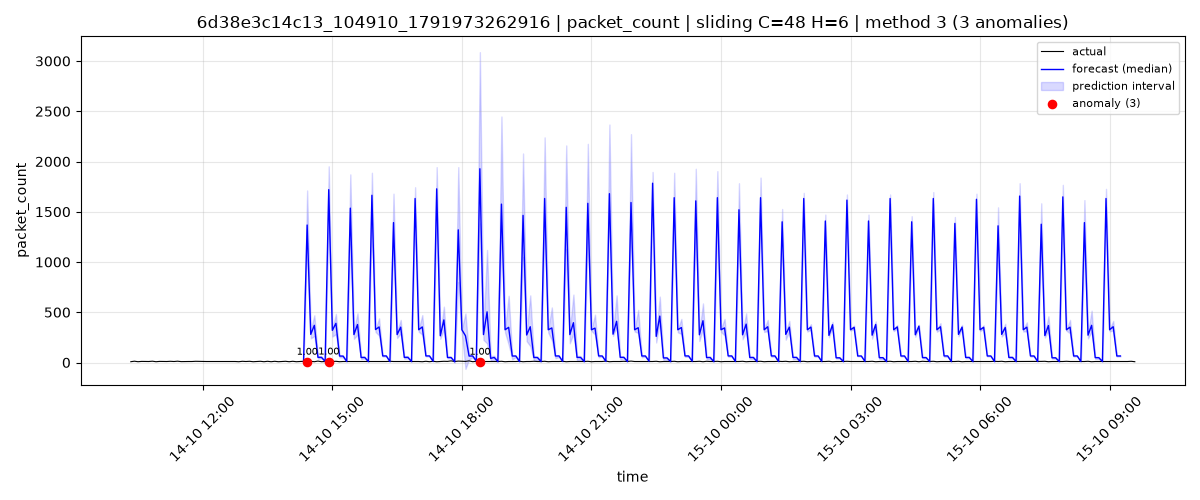 6d38e3c14c13_104910_1791973262916 | packet_count | sliding C=48 H=6 | method 3 (3 anomalies)
actual
forecast (median)
prediction interval
anomaly (3)
packet_count
3000
2500
2000
1500
1000
500
0
1.00
1.00
1.00
14-10 12:00
14-10 15:00
14-10 18:00
14-10 21:00
15-10 00:00
15-10 03:00
15-10 06:00
15-10 09:00
time